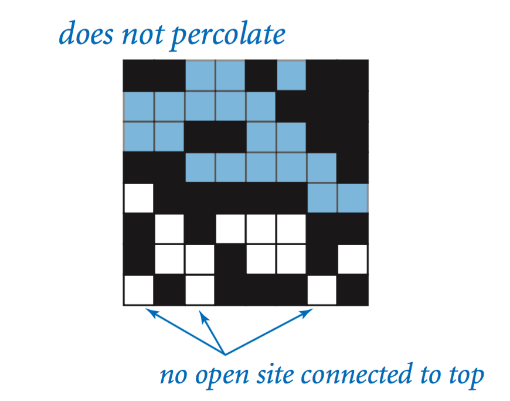 does not percolate
no open site connected to top